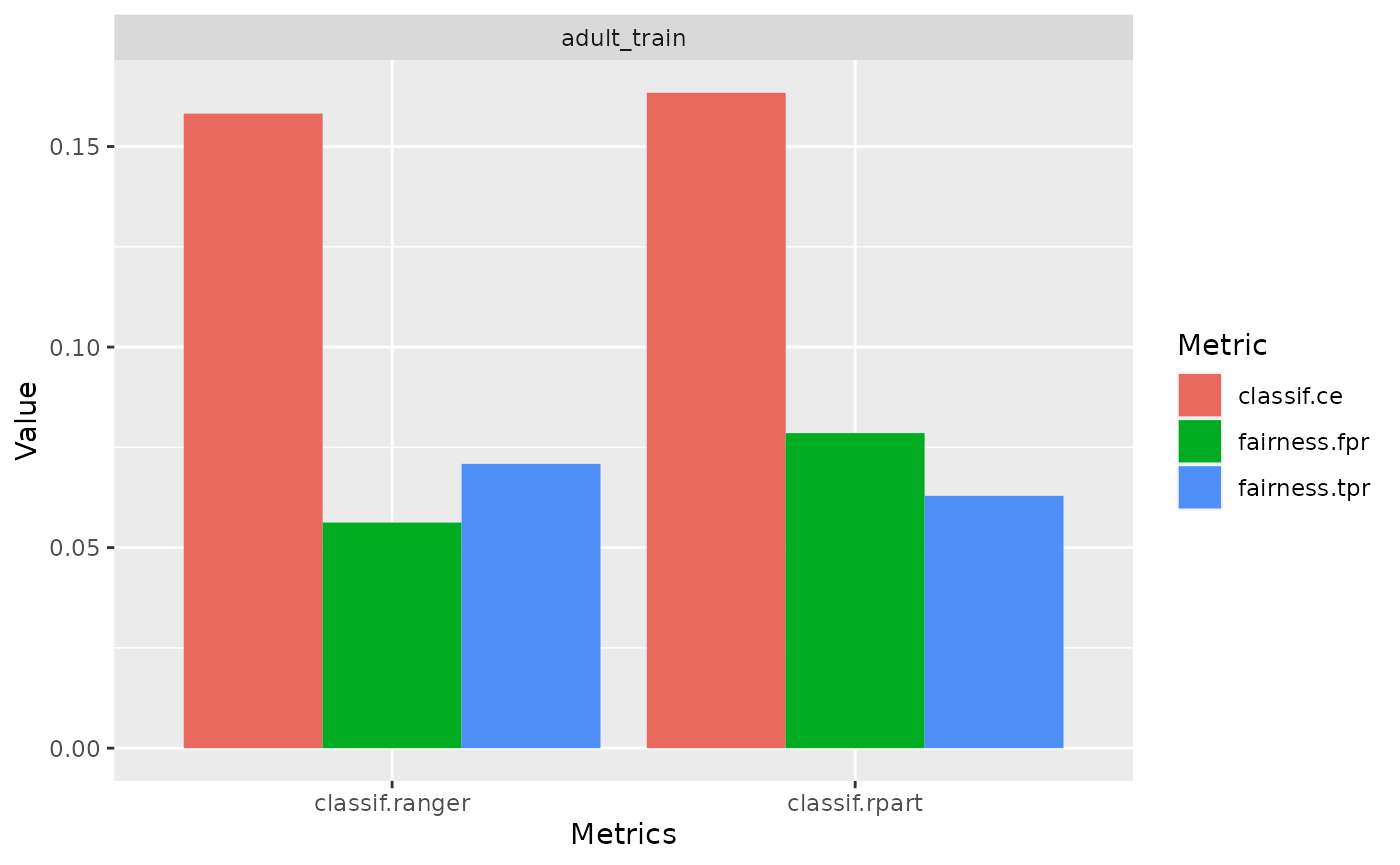 adult_train
Value
0.15
0.10
0.05
0.00
classif.ranger
classif.rpart
Metrics
Metric
classif.ce
fairness.fpr
fairness.tpr